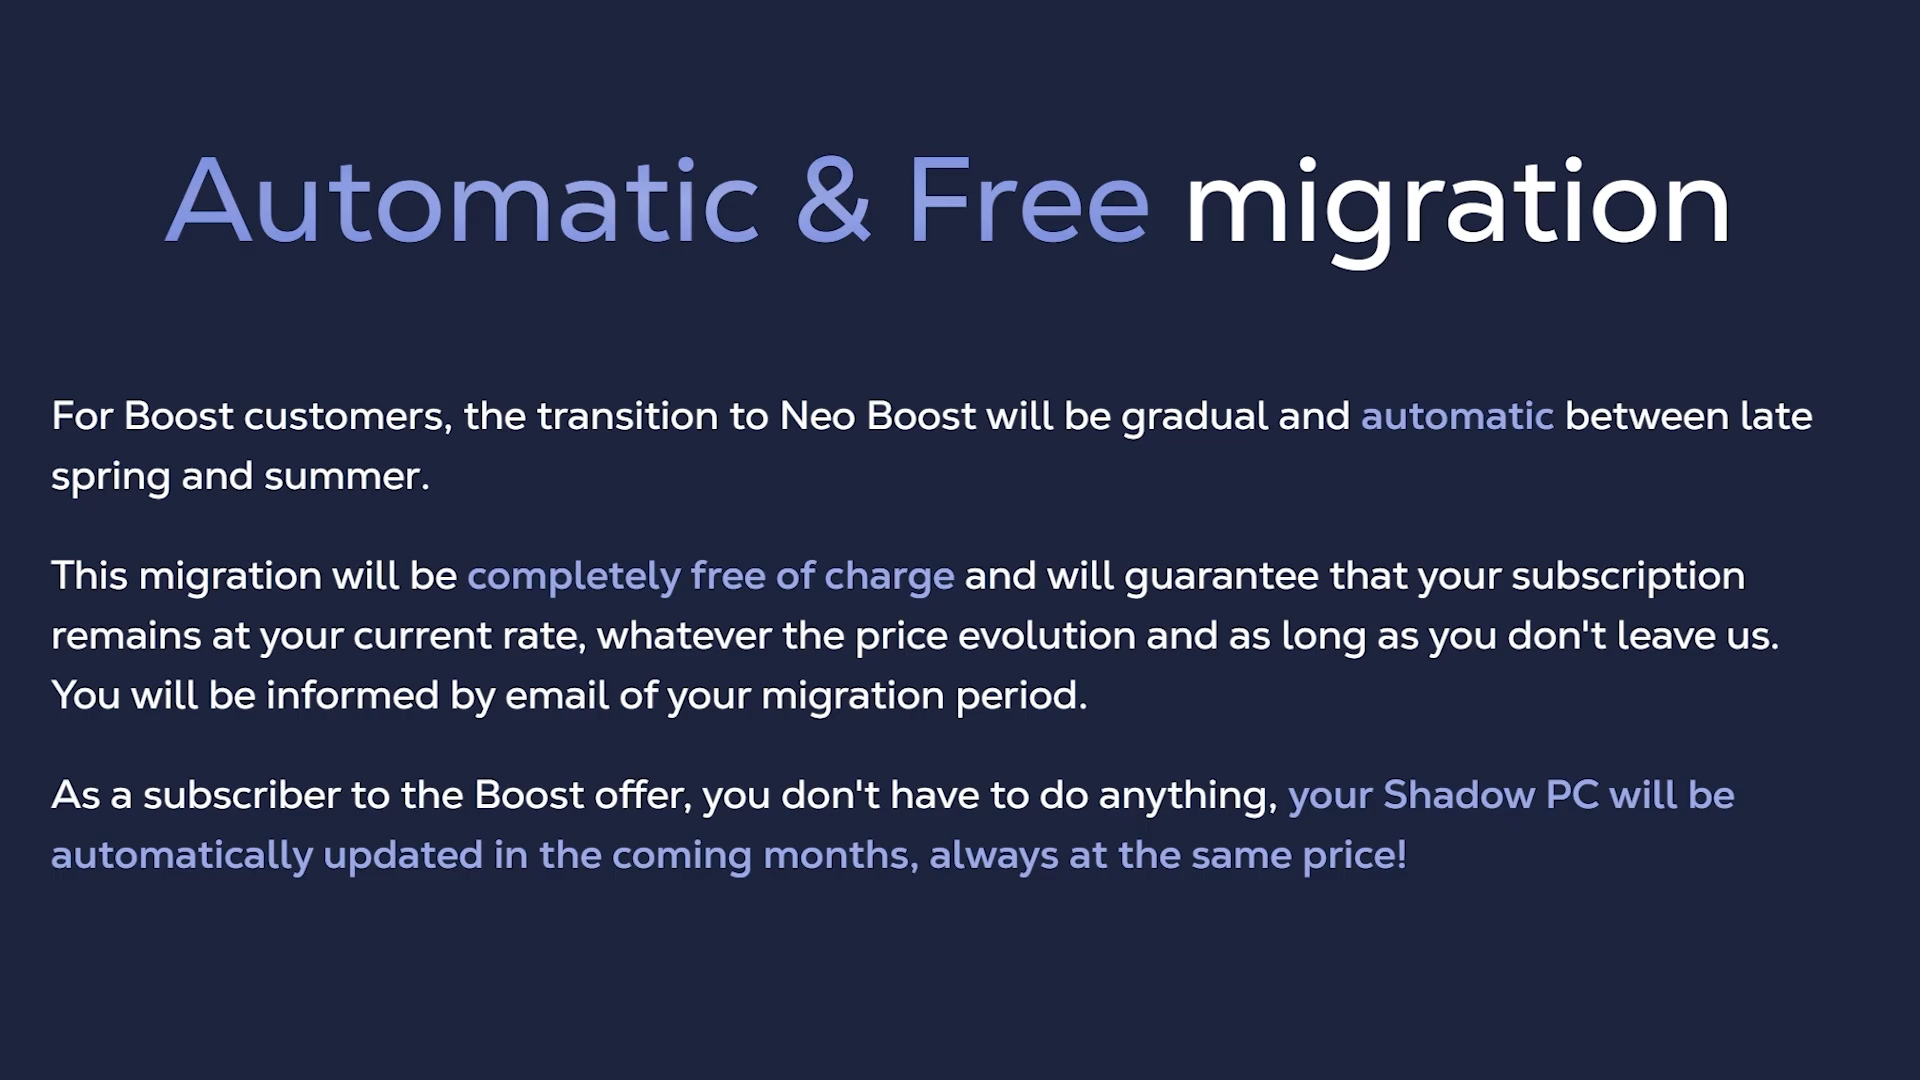 Automatic & Free migration
For Boost customers, the transition to Neo Boost will be gradual and automatic between late
spring and summer.
This migration will be completely free of charge and will guarantee that your subscription
remains at your current rate, whatever the price evolution and as long as you don't leave us.
You will be informed by email of your migration period.
As a subscriber to the Boost offer, you don't have to do anything, your Shadow PC will be
automatically updated in the coming months, always at the same price!